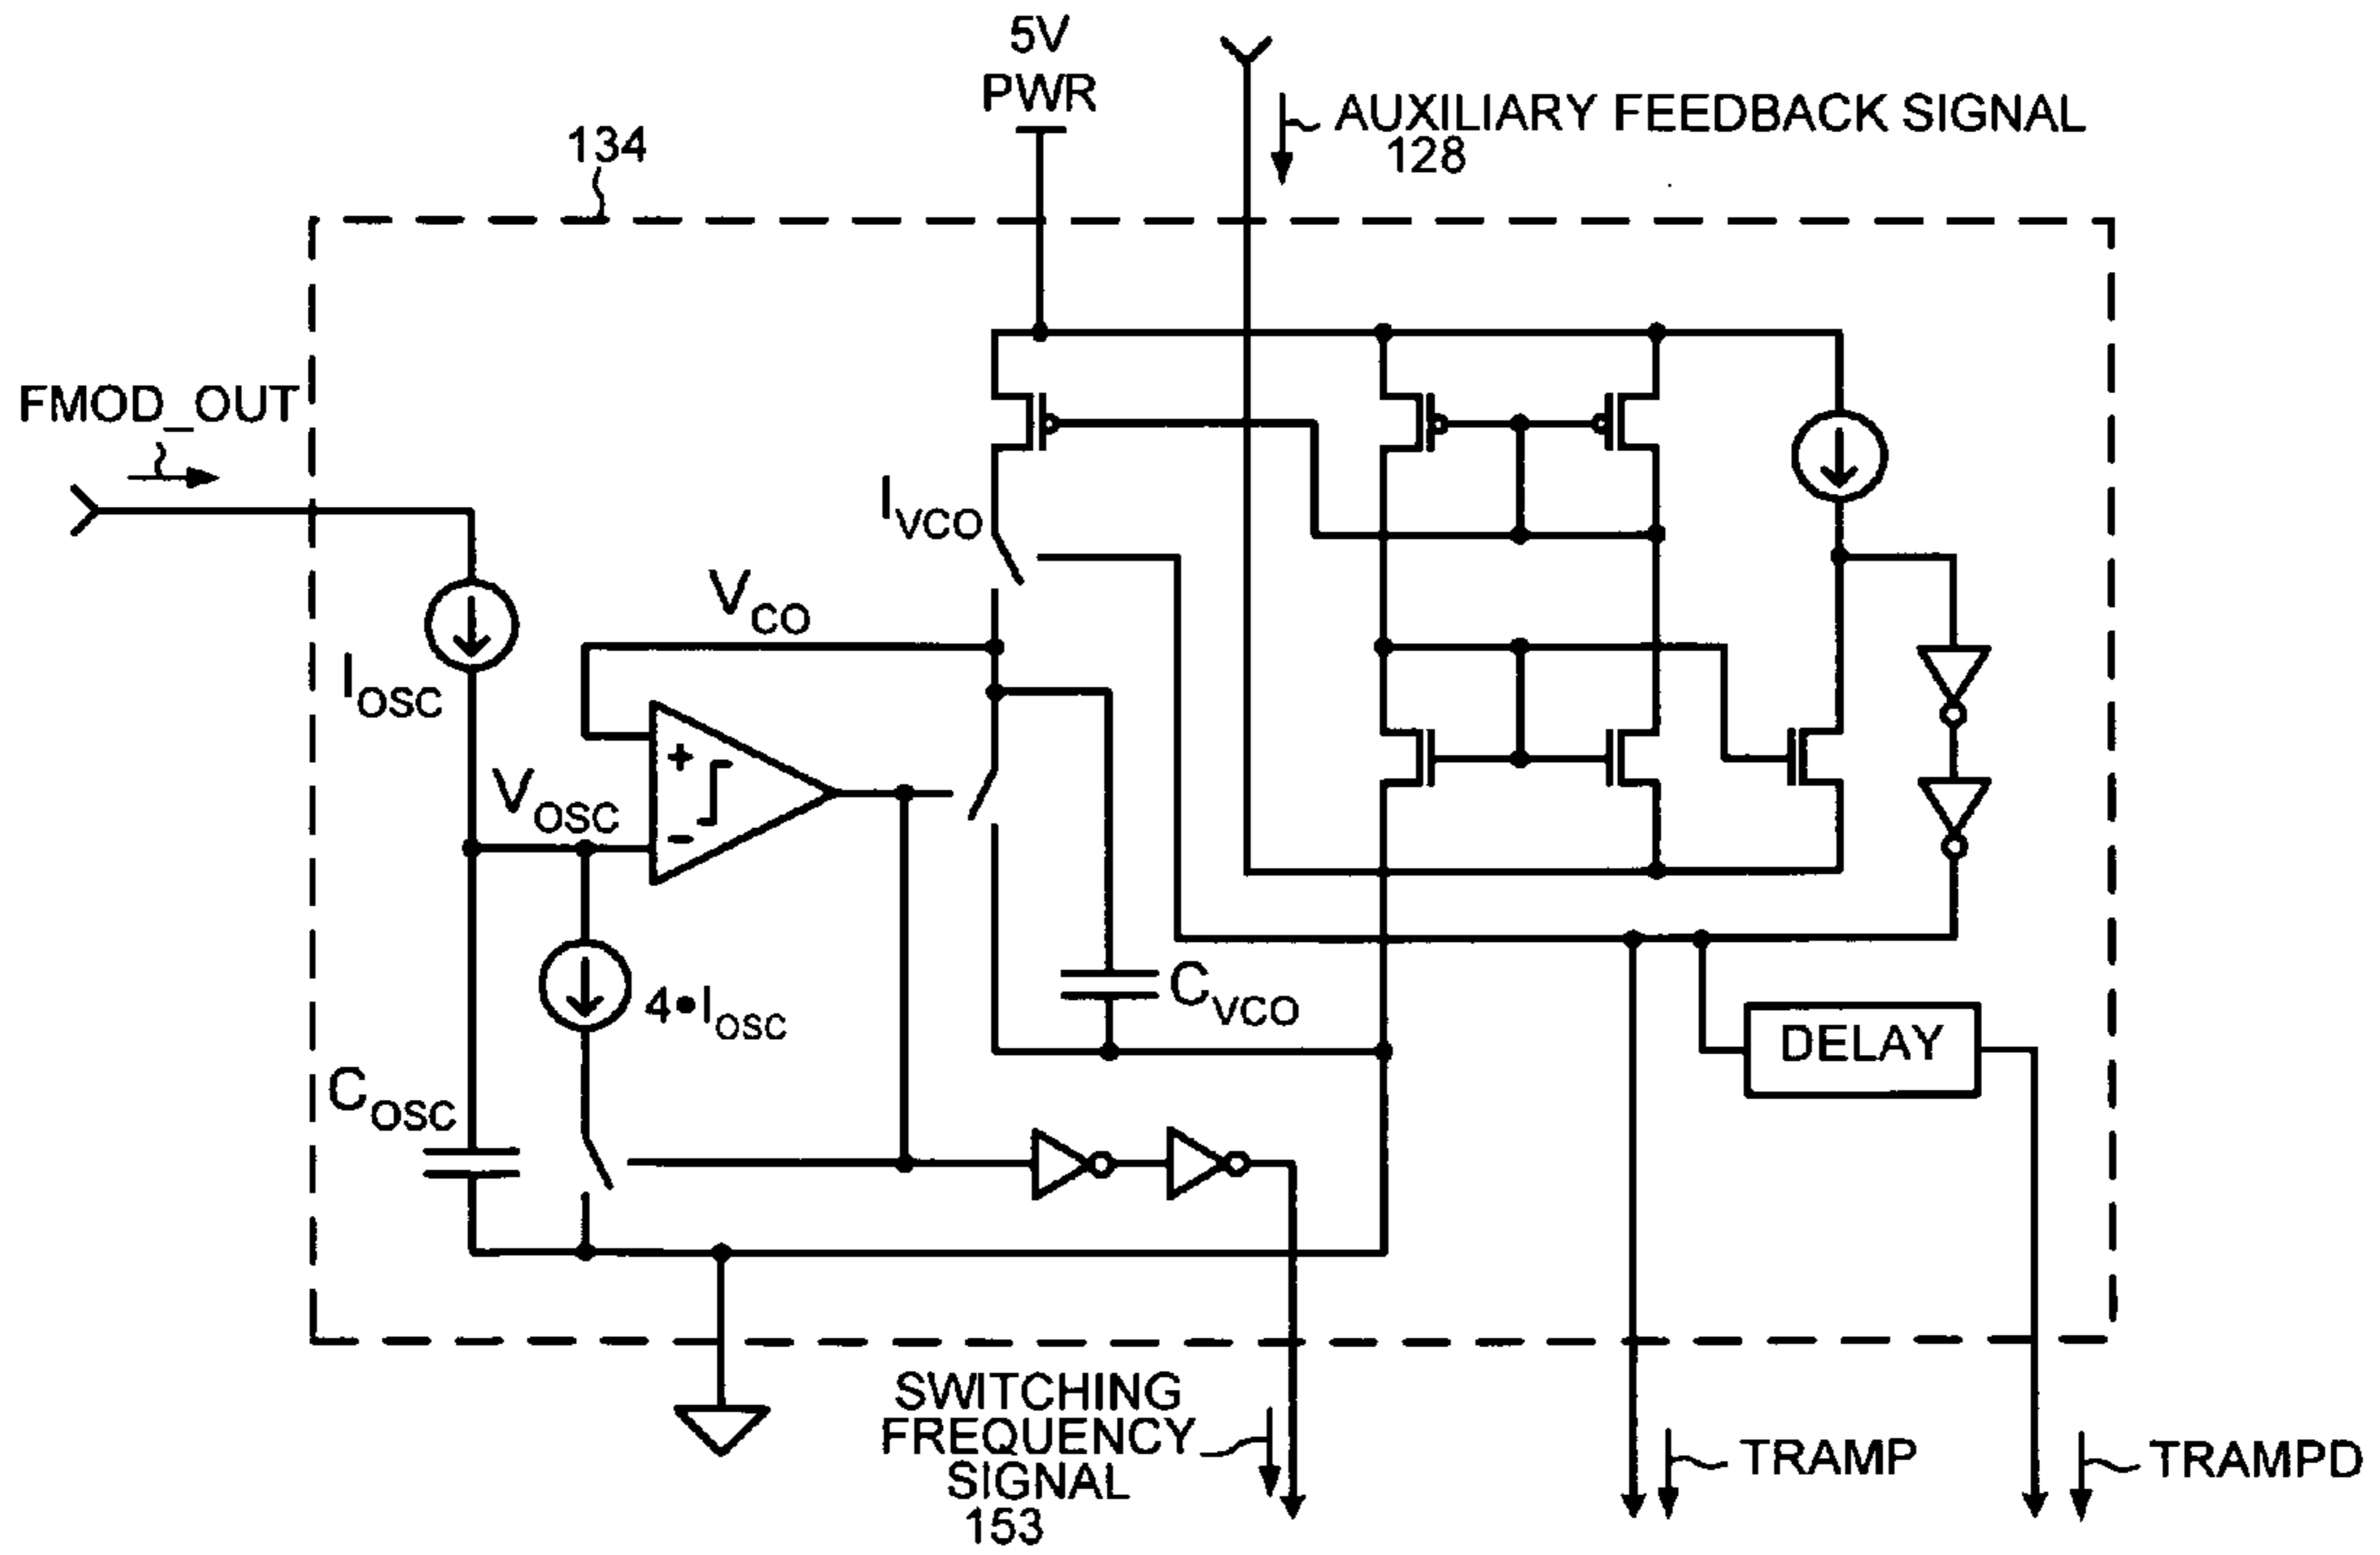 5V
PWR
AUXILIARY FEEDBACK SIGNAL
128
134
FMOD_OUT
IVCO
VCO
IOSC
+
VOSC
-
4•IOSC
CVCO
DELAY
COSC
SWITCHING
FREQUENCY
SIGNAL
153
TRAMP
TRAMPD